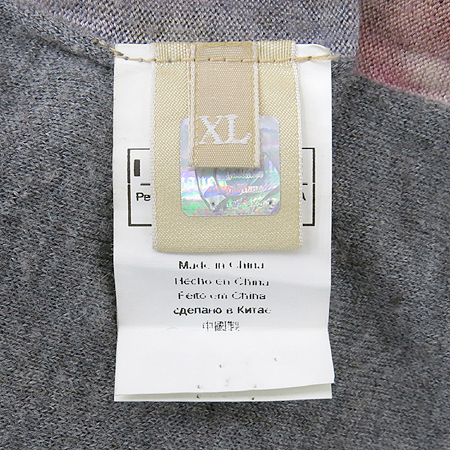 XL
Made in China
Hecho en China
Feito em China
сделано в Китае
中國製